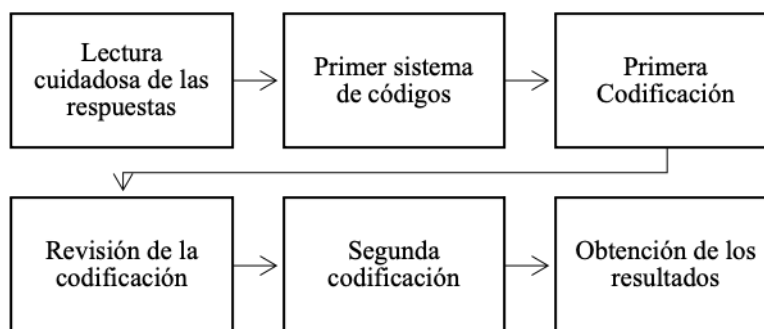 Lectura
cuidadosa de las
respuestas
Primer sistema
de códigos
Primera
Codificación
Revisión de la
codificación
Segunda
codificación
Obtención de los
resultados